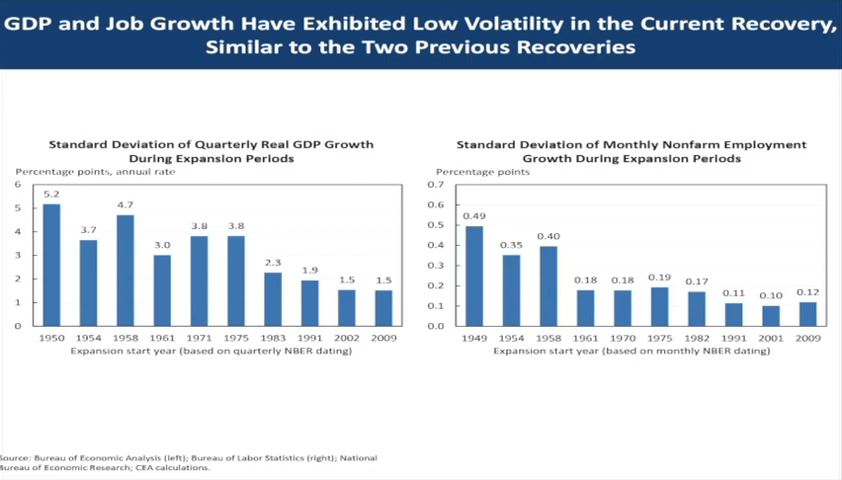 GDP and Job Growth Have Exhibited Low Volatility in the Current Recovery,
Similar to the Two Previous Recoveries
Standard Deviation of Quarterly Real GDP Growth
During Expansion Periods
Percentage points, annual rate
6
5
4
3
2
1
0
5.2
3.7
4.7
3.0
3.8
3.8
2.3
1.9
1.5
1.5
1950 1954 1958 1961 1971 1975 1983 1991 2002 2009
Expansion start year (based on quarterly NBER dating)
Standard Deviation of Monthly Nonfarm Employment
Growth During Expansion Periods
Percentage points
0.7
0.6
0.5
0.4
0.3
0.2
0.1
0.0
0.49
0.35
0.40
0.18
0.18
0.19
0.17
0.11
0.10
0.12
1949 1954 1958 1961 1970 1975 1982 1991 2001 2009
Expansion start year (based on monthly NBER dating)
Source: Bureau of Economic Analysis (left); Bureau of Labor Statistics (right); National
Bureau of Economic Research; CEA calculations.